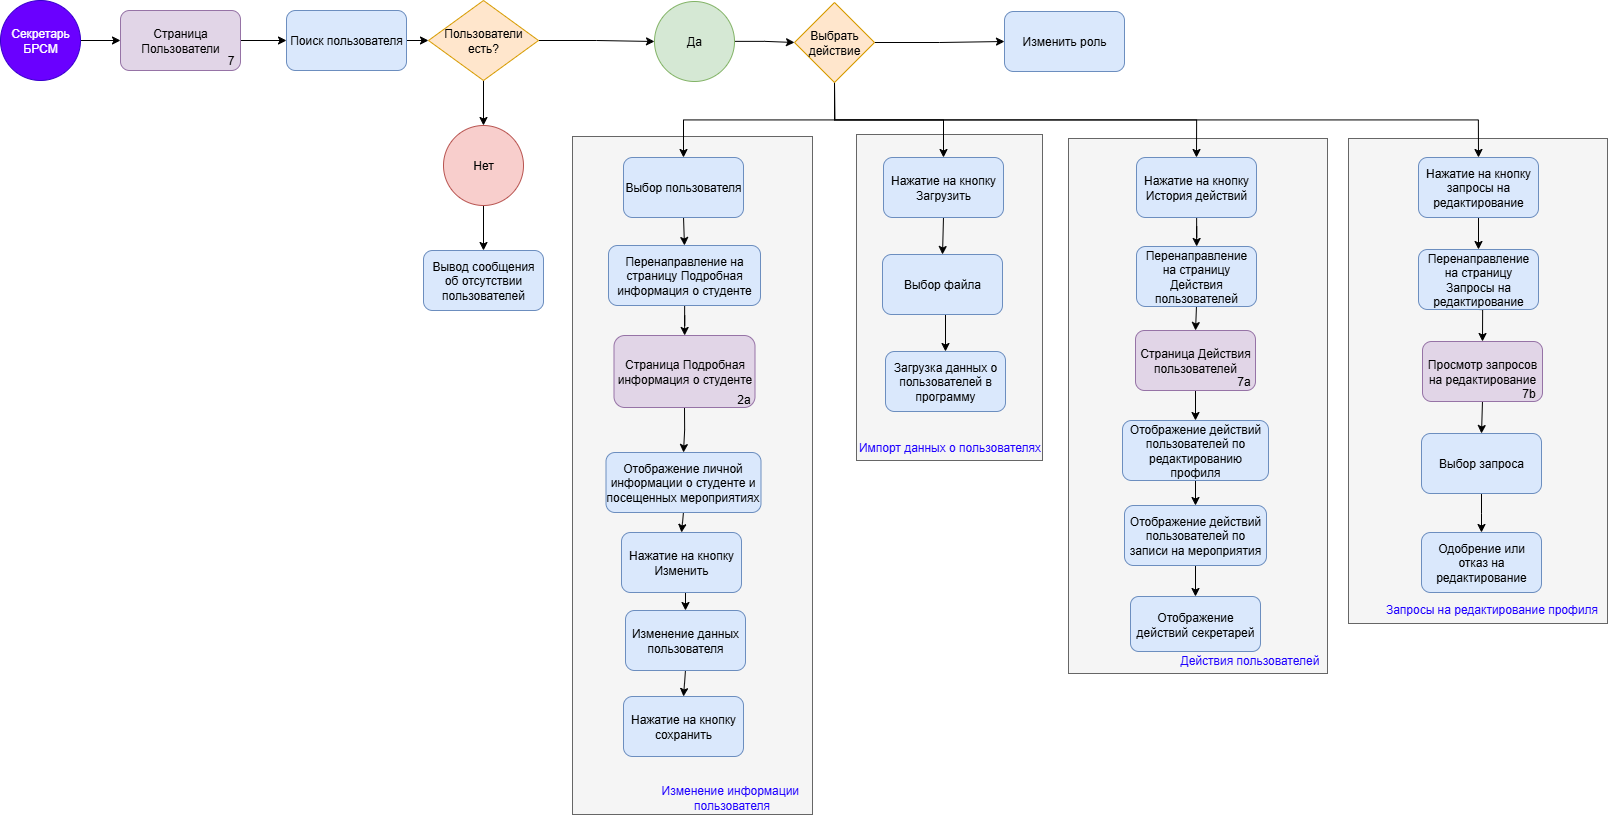 Секретарь
БРСМ
Страница
Пользователи
7
Поиск пользователя
Пользователи
есть?
Да
Выбрать
действие
Изменить роль
Нет
Вывод сообщения
об отсутствии
пользователей
Выбор пользователя
Перенаправление на
страницу Подробная
информация о студенте
Страница Подробная
информация о студенте
2а
Отображение личной
информации о студенте и
посещенных мероприятиях
Нажатие на кнопку
Изменить
Изменение данных
пользователя
Нажатие на кнопку
сохранить
Изменение информации
пользователя
Нажатие на кнопку
Загрузить
Выбор файла
Загрузка данных о
пользователей в
программу
Импорт данных о пользователях
Нажатие на кнопку
История действий
Перенаправление
на страницу
Действия
пользователей
Страница Действия
пользователей
7а
Отображение действий
пользователей по
редактированию
профиля
Отображение действий
пользователей по
записи на мероприятия
Отображение
действий секретарей
Действия пользователей
Нажатие на кнопку
запросы на
редактирование
Перенаправление
на страницу
Запросы на
редактирование
Просмотр запросов
на редактирование
7b
Выбор запроса
Одобрение или
отказ на
редактирование
Запросы на редактирование профиля